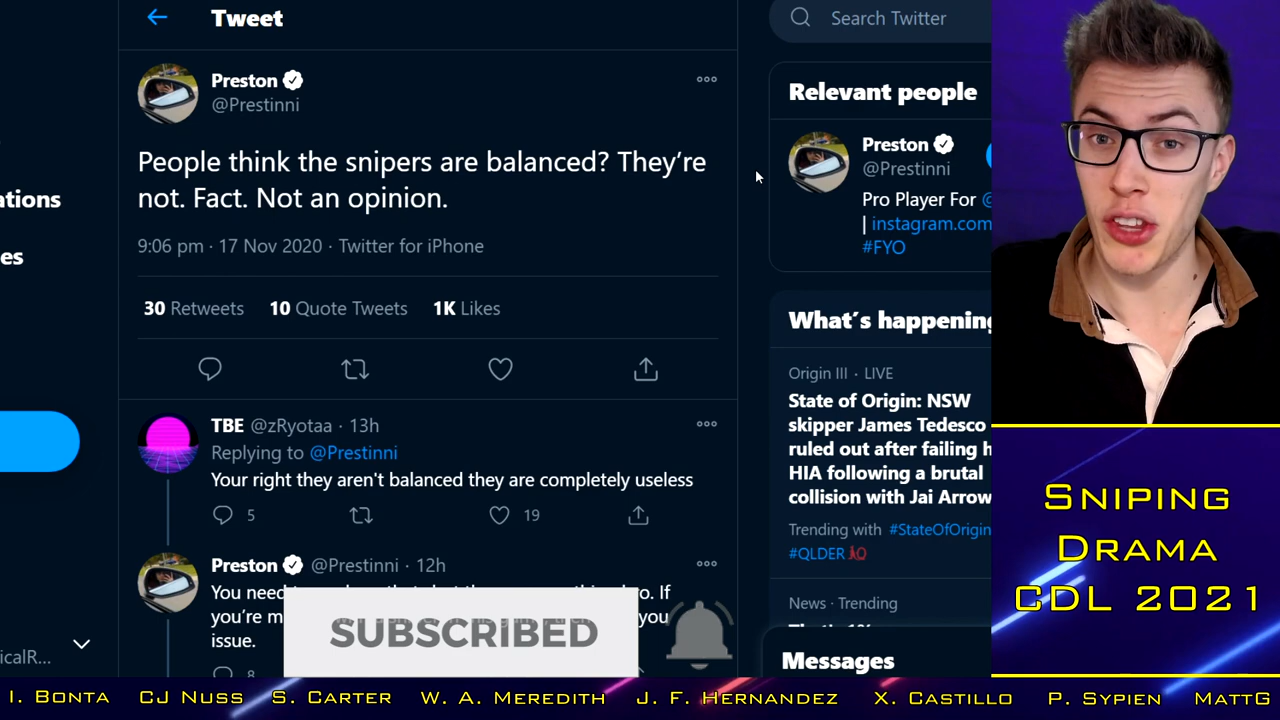 Tweet
Search Twitter
Preston
@Prestinni
People think the snipers are balanced? They're
not. Fact. Not an opinion.
9:06 pm · 17 Nov 2020 · Twitter for iPhone
30 Retweets 10 Quote Tweets 1K Likes
TBE @zRyotaa · 13h
Replying to @Prestinni
Your right they aren't balanced they are completely useless
5 19
Preston @Prestinni · 12h
You need
o. If
you're m
you
issue.
8
ations
es
icalR...
SUBSCRIBED
Relevant people
Preston
@Prestinni
Pro Player For @
| instagram.com
#FYO
What's happening
Origin III · LIVE
State of Origin: NSW
skipper James Tedesco
ruled out after failing h
HIA following a brutal
collision with Jai Arrow
Trending with #StateOfOrigin
#QLDER
News · Trending
Messages
SNIPING
DRAMA
CDL 2021
I. BONTA CJ NUSS S. CARTER W. A. MEREDITH J. F. HERNANDEZ X. CASTILLO P. SYPIEN MATTG